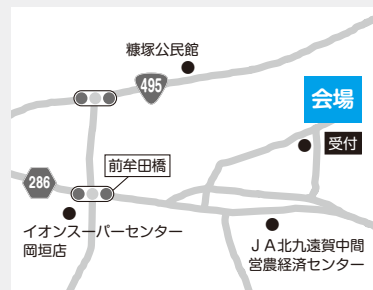 糠塚公民館
495
会場
受付
前牟田橋
286
イオンスーパーセンター
岡垣店
ＪＡ北九遠賀中間
営農経済センター